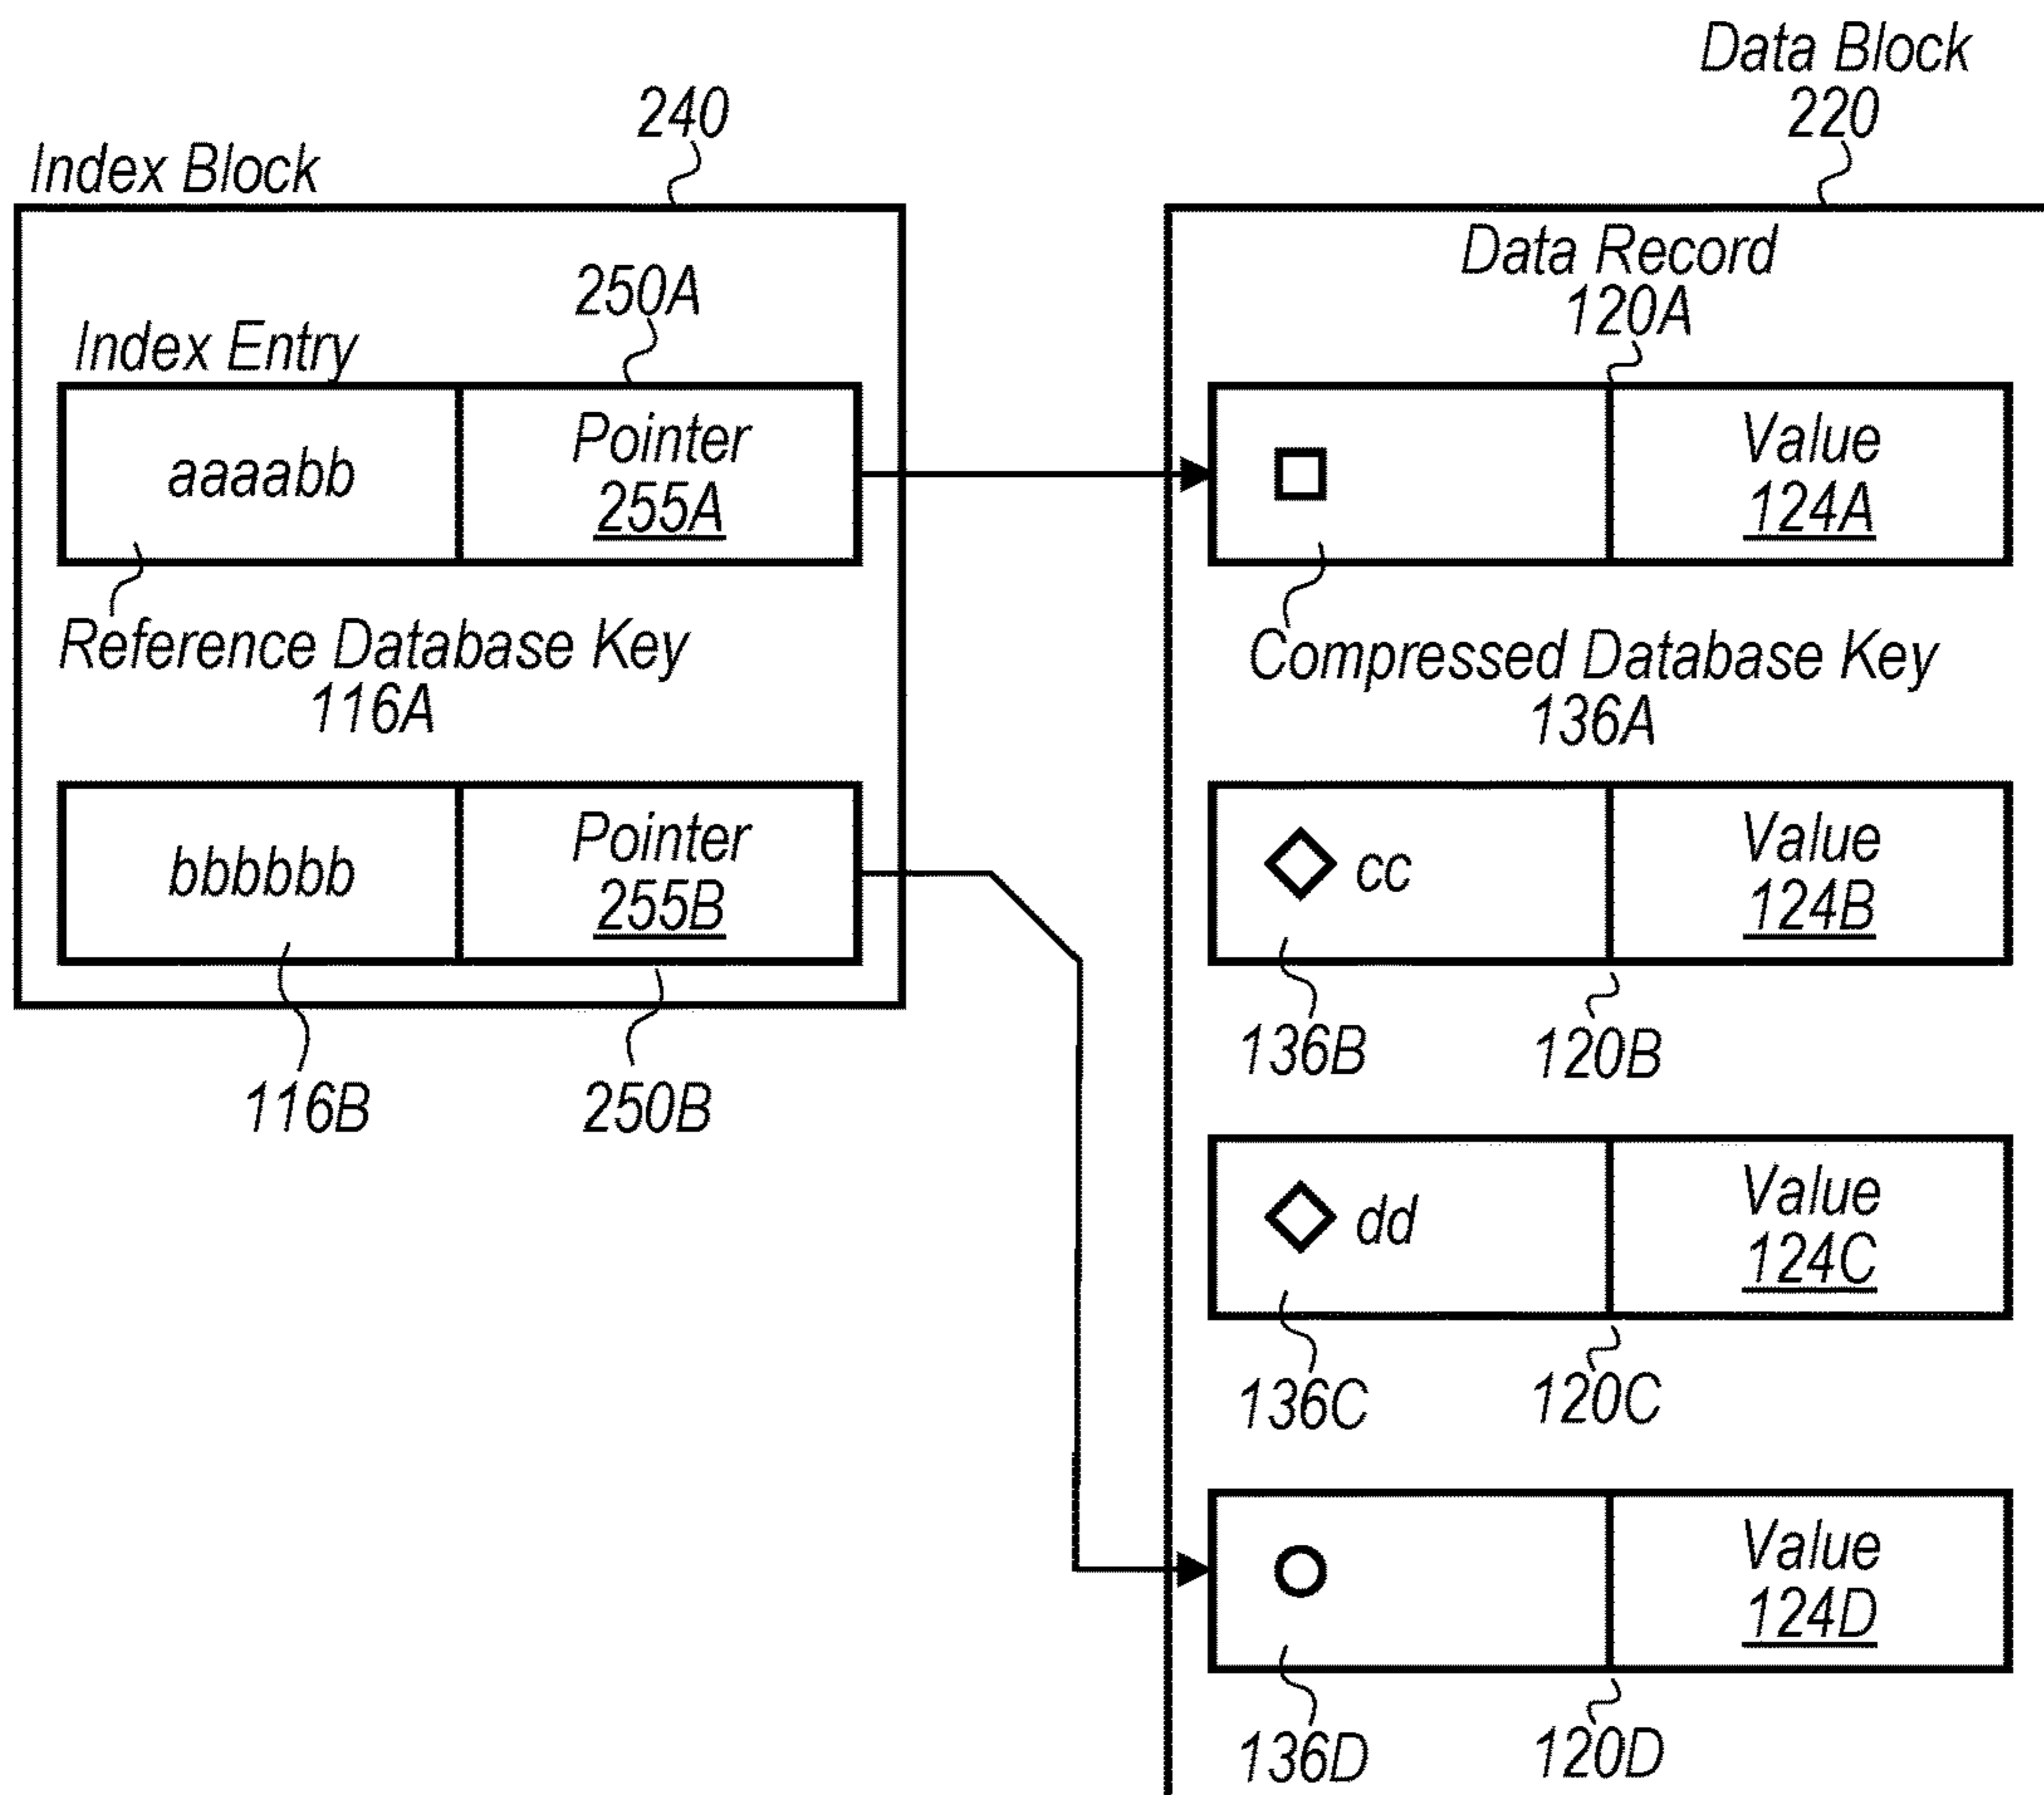 Data Block
220
240
Index Block
Data Record
120A
250A
Index Entry
aaaabb
Pointer
255A
Value
124A
Reference Database Key
116A
Compressed Database Key
136A
bbbbbb
Pointer
255B
cc
Value
124B
136B
120B
116B
250B
dd
Value
124C
136C
120C
Value
124D
136D
120D